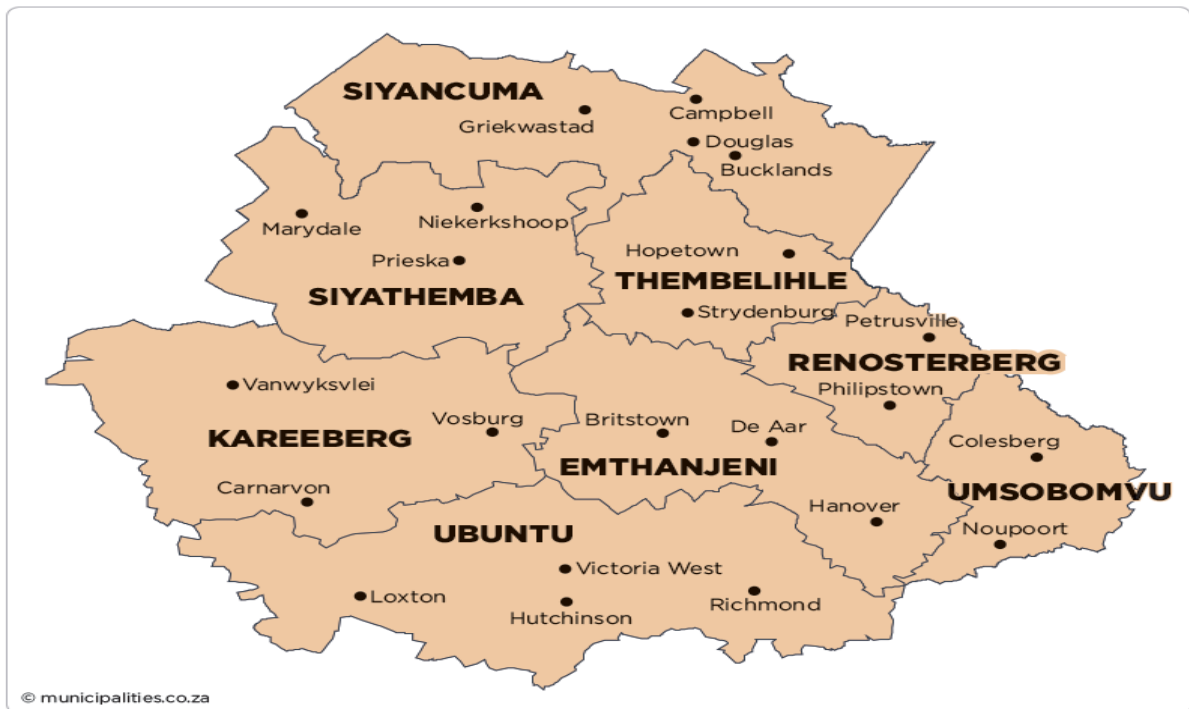 SIYANCUMA
Griekwastad
Campbell
Douglas
Bucklands
Marydale
Niekerkshoop
Prieska
SIYATHEMBA
Hopetown
THEMBELIHLE
Strydenburg
Petrusville
RENOSTERBERG
Philipstown
Vanwyksvlei
Vosburg
KAREEBERG
Carnarvon
Britstown
De Aar
EMTHANJENI
Hanover
Colesberg
UMSOBOMVU
Noupoort
UBUNTU
Victoria West
Loxton
Hutchinson
Richmond
© municipalities.co.za